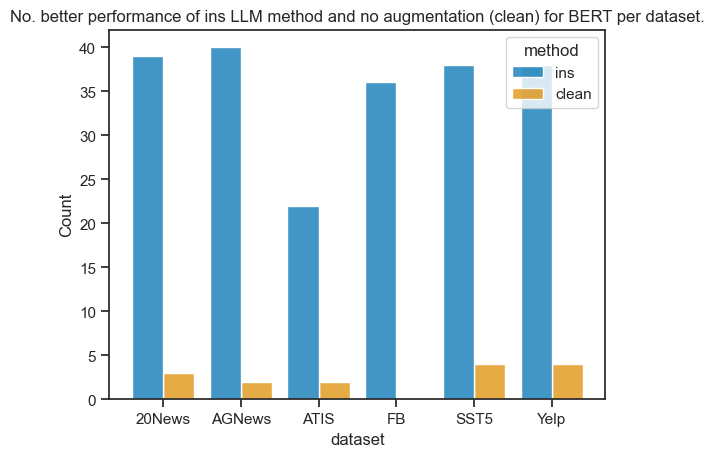 No. better performance of ins LLM method and no augmentation (clean) for BERT per dataset.
method
ins
clean
Count
40
35
30
25
20
15
10
5
0
20News AGNews ATIS FB SST5 Yelp
dataset